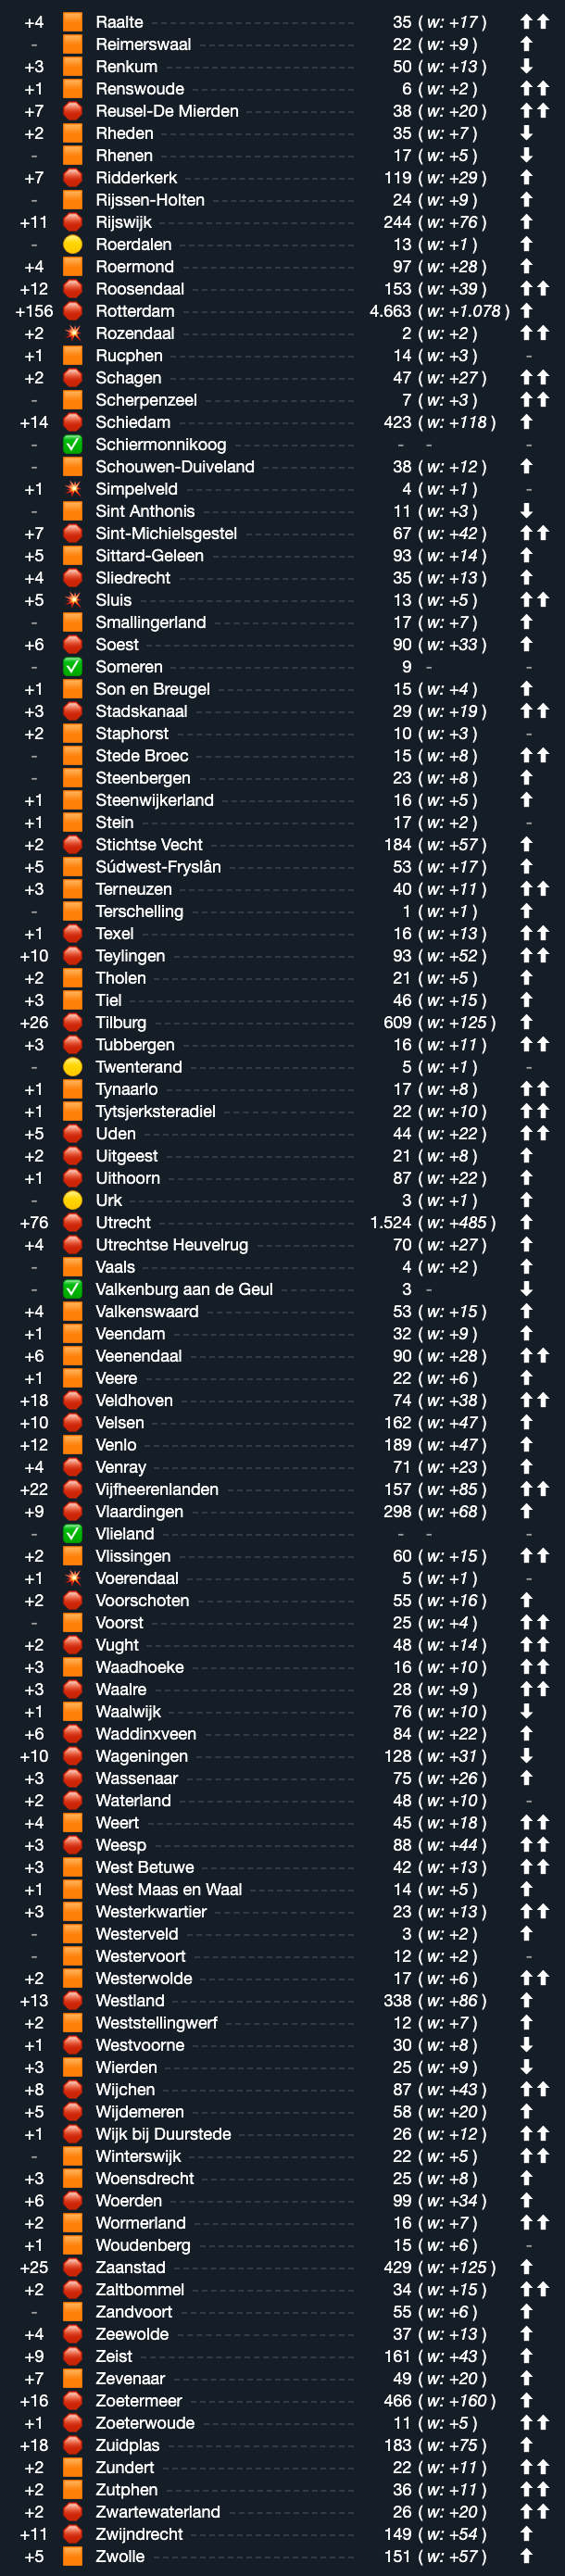 +4 🟧 Raalte 35 ( w: +17 ) ⬆⬆
- 🟧 Reimerswaal 22 ( w: +9 ) ⬆
+3 🟧 Renkum 50 ( w: +13 ) ⬇
+1 🟧 Renswoude 6 ( w: +2 ) ⬆⬆
+7 🛑 Reusel-De Mierden 38 ( w: +20 ) ⬆⬆
+2 🟧 Rheden 35 ( w: +7 ) ⬇
- 🟧 Rhenen 17 ( w: +5 ) ⬇
+7 🛑 Ridderkerk 119 ( w: +29 ) ⬆
- 🟧 Rijssen-Holten 24 ( w: +9 ) ⬆
+11 🛑 Rijswijk 244 ( w: +76 ) ⬆
- 🟡 Roerdalen 13 ( w: +1 ) ⬆
+4 🟧 Roermond 97 ( w: +28 ) ⬆
+12 🛑 Roosendaal 153 ( w: +39 ) ⬆⬆
+156 🛑 Rotterdam 4.663 ( w: +1.078 ) ⬆
+2 💥 Rozendaal 2 ( w: +2 ) ⬆⬆
+1 🟧 Rucphen 14 ( w: +3 ) -
+2 🛑 Schagen 47 ( w: +27 ) ⬆⬆
- 🟧 Scherpenzeel 7 ( w: +3 ) ⬆⬆
+14 🛑 Schiedam 423 ( w: +118 ) ⬆
- ✅ Schiermonnikoog - - -
- 🟧 Schouwen-Duiveland 38 ( w: +12 ) ⬆
+1 💥 Simpelveld 4 ( w: +1 ) -
- 🟧 Sint Anthonis 11 ( w: +3 ) ⬇
+7 🛑 Sint-Michielsgestel 67 ( w: +42 ) ⬆⬆
+5 🟧 Sittard-Geleen 93 ( w: +14 ) ⬆
+4 🛑 Sliedrecht 35 ( w: +13 ) ⬆
+5 💥 Sluis 13 ( w: +5 ) ⬆⬆
- 🟧 Smallingerland 17 ( w: +7 ) ⬆
+6 🛑 Soest 90 ( w: +33 ) ⬆
- ✅ Someren 9 - -
+1 🟧 Son en Breugel 15 ( w: +4 ) ⬆
+3 🛑 Stadskanaal 29 ( w: +19 ) ⬆⬆
+2 🟧 Staphorst 10 ( w: +3 ) -
- 🟧 Stede Broec 15 ( w: +8 ) ⬆⬆
- 🟧 Steenbergen 23 ( w: +8 ) ⬆
+1 🟧 Steenwijkerland 16 ( w: +5 ) ⬆
+1 🟧 Stein 17 ( w: +2 ) -
+2 🛑 Stichtse Vecht 184 ( w: +57 ) ⬆
+5 🟧 Súdwest-Fryslân 53 ( w: +17 ) ⬆
+3 🟧 Terneuzen 40 ( w: +11 ) ⬆⬆
- 🟧 Terschelling 1 ( w: +1 ) ⬆
+1 🛑 Texel 16 ( w: +13 ) ⬆⬆
+10 🛑 Teylingen 93 ( w: +52 ) ⬆⬆
+2 🟧 Tholen 21 ( w: +5 ) ⬆
+3 🟧 Tiel 46 ( w: +15 ) ⬆
+26 🛑 Tilburg 609 ( w: +125 ) ⬆
+3 🛑 Tubbergen 16 ( w: +11 ) ⬆⬆
- 🟡 Twenterand 5 ( w: +1 ) -
+1 🟧 Tynaarlo 17 ( w: +8 ) ⬆⬆
+1 🟧 Tytsjerksteradiel 22 ( w: +10 ) ⬆⬆
+5 🛑 Uden 44 ( w: +22 ) ⬆⬆
+2 🛑 Uitgeest 21 ( w: +8 ) ⬆
+1 🛑 Uithoorn 87 ( w: +22 ) ⬆
- 🟡 Urk 3 ( w: +1 ) ⬆
+76 🛑 Utrecht 1.524 ( w: +485 ) ⬆
+4 🛑 Utrechtse Heuvelrug 70 ( w: +27 ) ⬆
- 🟧 Vaals 4 ( w: +2 ) ⬆
- ✅ Valkenburg aan de Geul 3 - ⬇
+4 🟧 Valkenswaard 53 ( w: +15 ) ⬆
+1 🟧 Veendam 32 ( w: +9 ) ⬆
+6 🟧 Veenendaal 90 ( w: +28 ) ⬆⬆
+1 🟧 Veere 22 ( w: +6 ) ⬆
+18 🛑 Veldhoven 74 ( w: +38 ) ⬆⬆
+10 🛑 Velsen 162 ( w: +47 ) ⬆
+12 🟧 Venlo 189 ( w: +47 ) ⬆
+4 🛑 Venray 71 ( w: +23 ) ⬆
+22 🛑 Vijfheerenlanden 157 ( w: +85 ) ⬆⬆
+9 🛑 Vlaardingen 298 ( w: +68 ) ⬆
- ✅ Vlieland - - -
+2 🟧 Vlissingen 60 ( w: +15 ) ⬆⬆
+1 💥 Voerendaal 5 ( w: +1 ) -
+2 🛑 Voorschoten 55 ( w: +16 ) ⬆
- 🟧 Voorst 25 ( w: +4 ) ⬆⬆
+2 🛑 Vught 48 ( w: +14 ) ⬆⬆
+3 🟧 Waadhoeke 16 ( w: +10 ) ⬆⬆
+3 🛑 Waalre 28 ( w: +9 ) ⬆⬆
+1 🟧 Waalwijk 76 ( w: +10 ) ⬇
+6 🛑 Waddinxveen 84 ( w: +22 ) ⬆
+10 🛑 Wageningen 128 ( w: +31 ) ⬇
+3 🛑 Wassenaar 75 ( w: +26 ) ⬆
+2 🛑 Waterland 48 ( w: +10 ) -
+4 🟧 Weert 45 ( w: +18 ) ⬆⬆
+3 🛑 Weesp 88 ( w: +44 ) ⬆⬆
+3 🟧 West Betuwe 42 ( w: +13 ) ⬆⬆
+1 🟧 West Maas en Waal 14 ( w: +5 ) ⬆
+3 🟧 Westerkwartier 23 ( w: +13 ) ⬆⬆
- 🟧 Westerveld 3 ( w: +2 ) ⬆
- 🟧 Westervoort 12 ( w: +2 ) -
+2 🟧 Westerwolde 17 ( w: +6 ) ⬆⬆
+13 🛑 Westland 338 ( w: +86 ) ⬆
+2 🟧 Weststellingwerf 12 ( w: +7 ) ⬆
+1 🛑 Westvoorne 30 ( w: +8 ) ⬇
+3 🟧 Wierden 25 ( w: +9 ) ⬇
+8 🛑 Wijchen 87 ( w: +43 ) ⬆⬆
+5 🛑 Wijdemeren 58 ( w: +20 ) ⬆
+1 🛑 Wijk bij Duurstede 26 ( w: +12 ) ⬆⬆
- 🟧 Winterswijk 22 ( w: +5 ) ⬆⬆
+3 🟧 Woensdrecht 25 ( w: +8 ) ⬆
+6 🛑 Woerden 99 ( w: +34 ) ⬆
+2 🟧 Wormerland 16 ( w: +7 ) ⬆⬆
+1 🟧 Woudenberg 15 ( w: +6 ) -
+25 🛑 Zaanstad 429 ( w: +125 ) ⬆
+2 🛑 Zaltbommel 34 ( w: +15 ) ⬆⬆
- 🟧 Zandvoort 55 ( w: +6 ) ⬆
+4 🛑 Zeewolde 37 ( w: +13 ) ⬆
+9 🛑 Zeist 161 ( w: +43 ) ⬆
+7 🟧 Zevenaar 49 ( w: +20 ) ⬆
+16 🛑 Zoetermeer 466 ( w: +160 ) ⬆
+1 🛑 Zoeterwoude 11 ( w: +5 ) ⬆⬆
+18 🛑 Zuidplas 183 ( w: +75 ) ⬆
+2 🟧 Zundert 22 ( w: +11 ) ⬆⬆
+2 🟧 Zutphen 36 ( w: +11 ) ⬆⬆
+2 🛑 Zwartewaterland 26 ( w: +20 ) ⬆⬆
+11 🛑 Zwijndrecht 149 ( w: +54 ) ⬆
+5 🟧 Zwolle 151 ( w: +57 ) ⬆